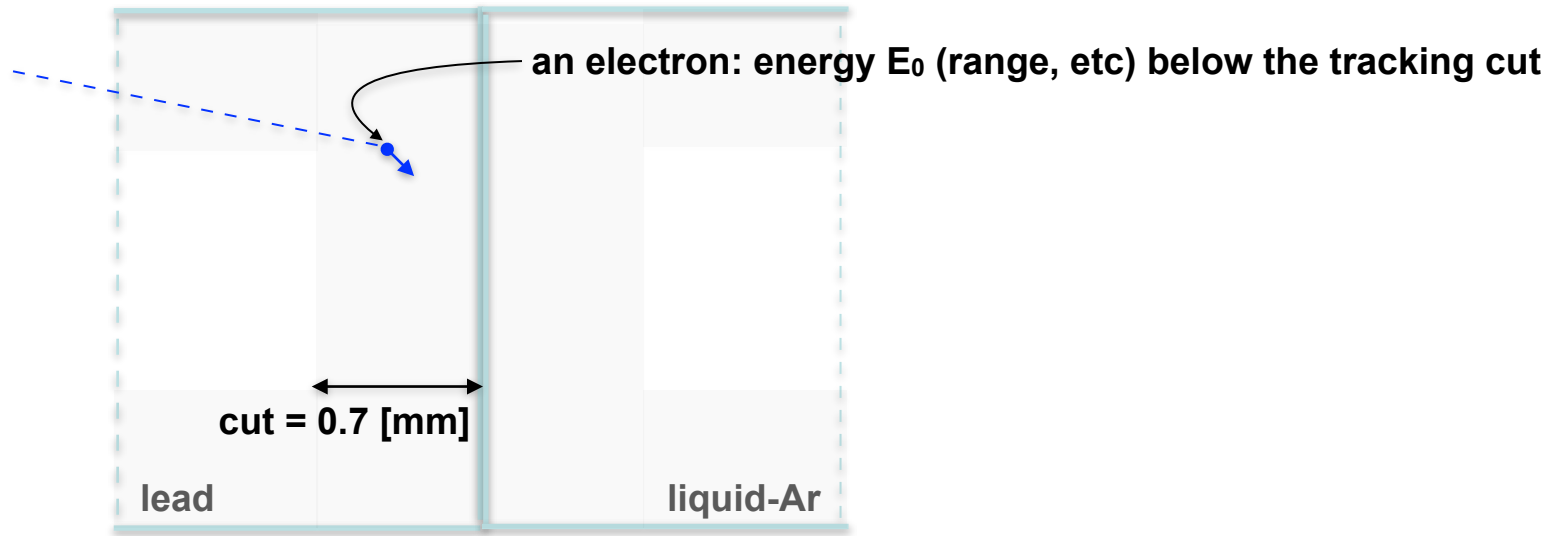 an electron: energy E₀ (range, etc) below the tracking cut
cut = 0.7 [mm]
lead
liquid-Ar